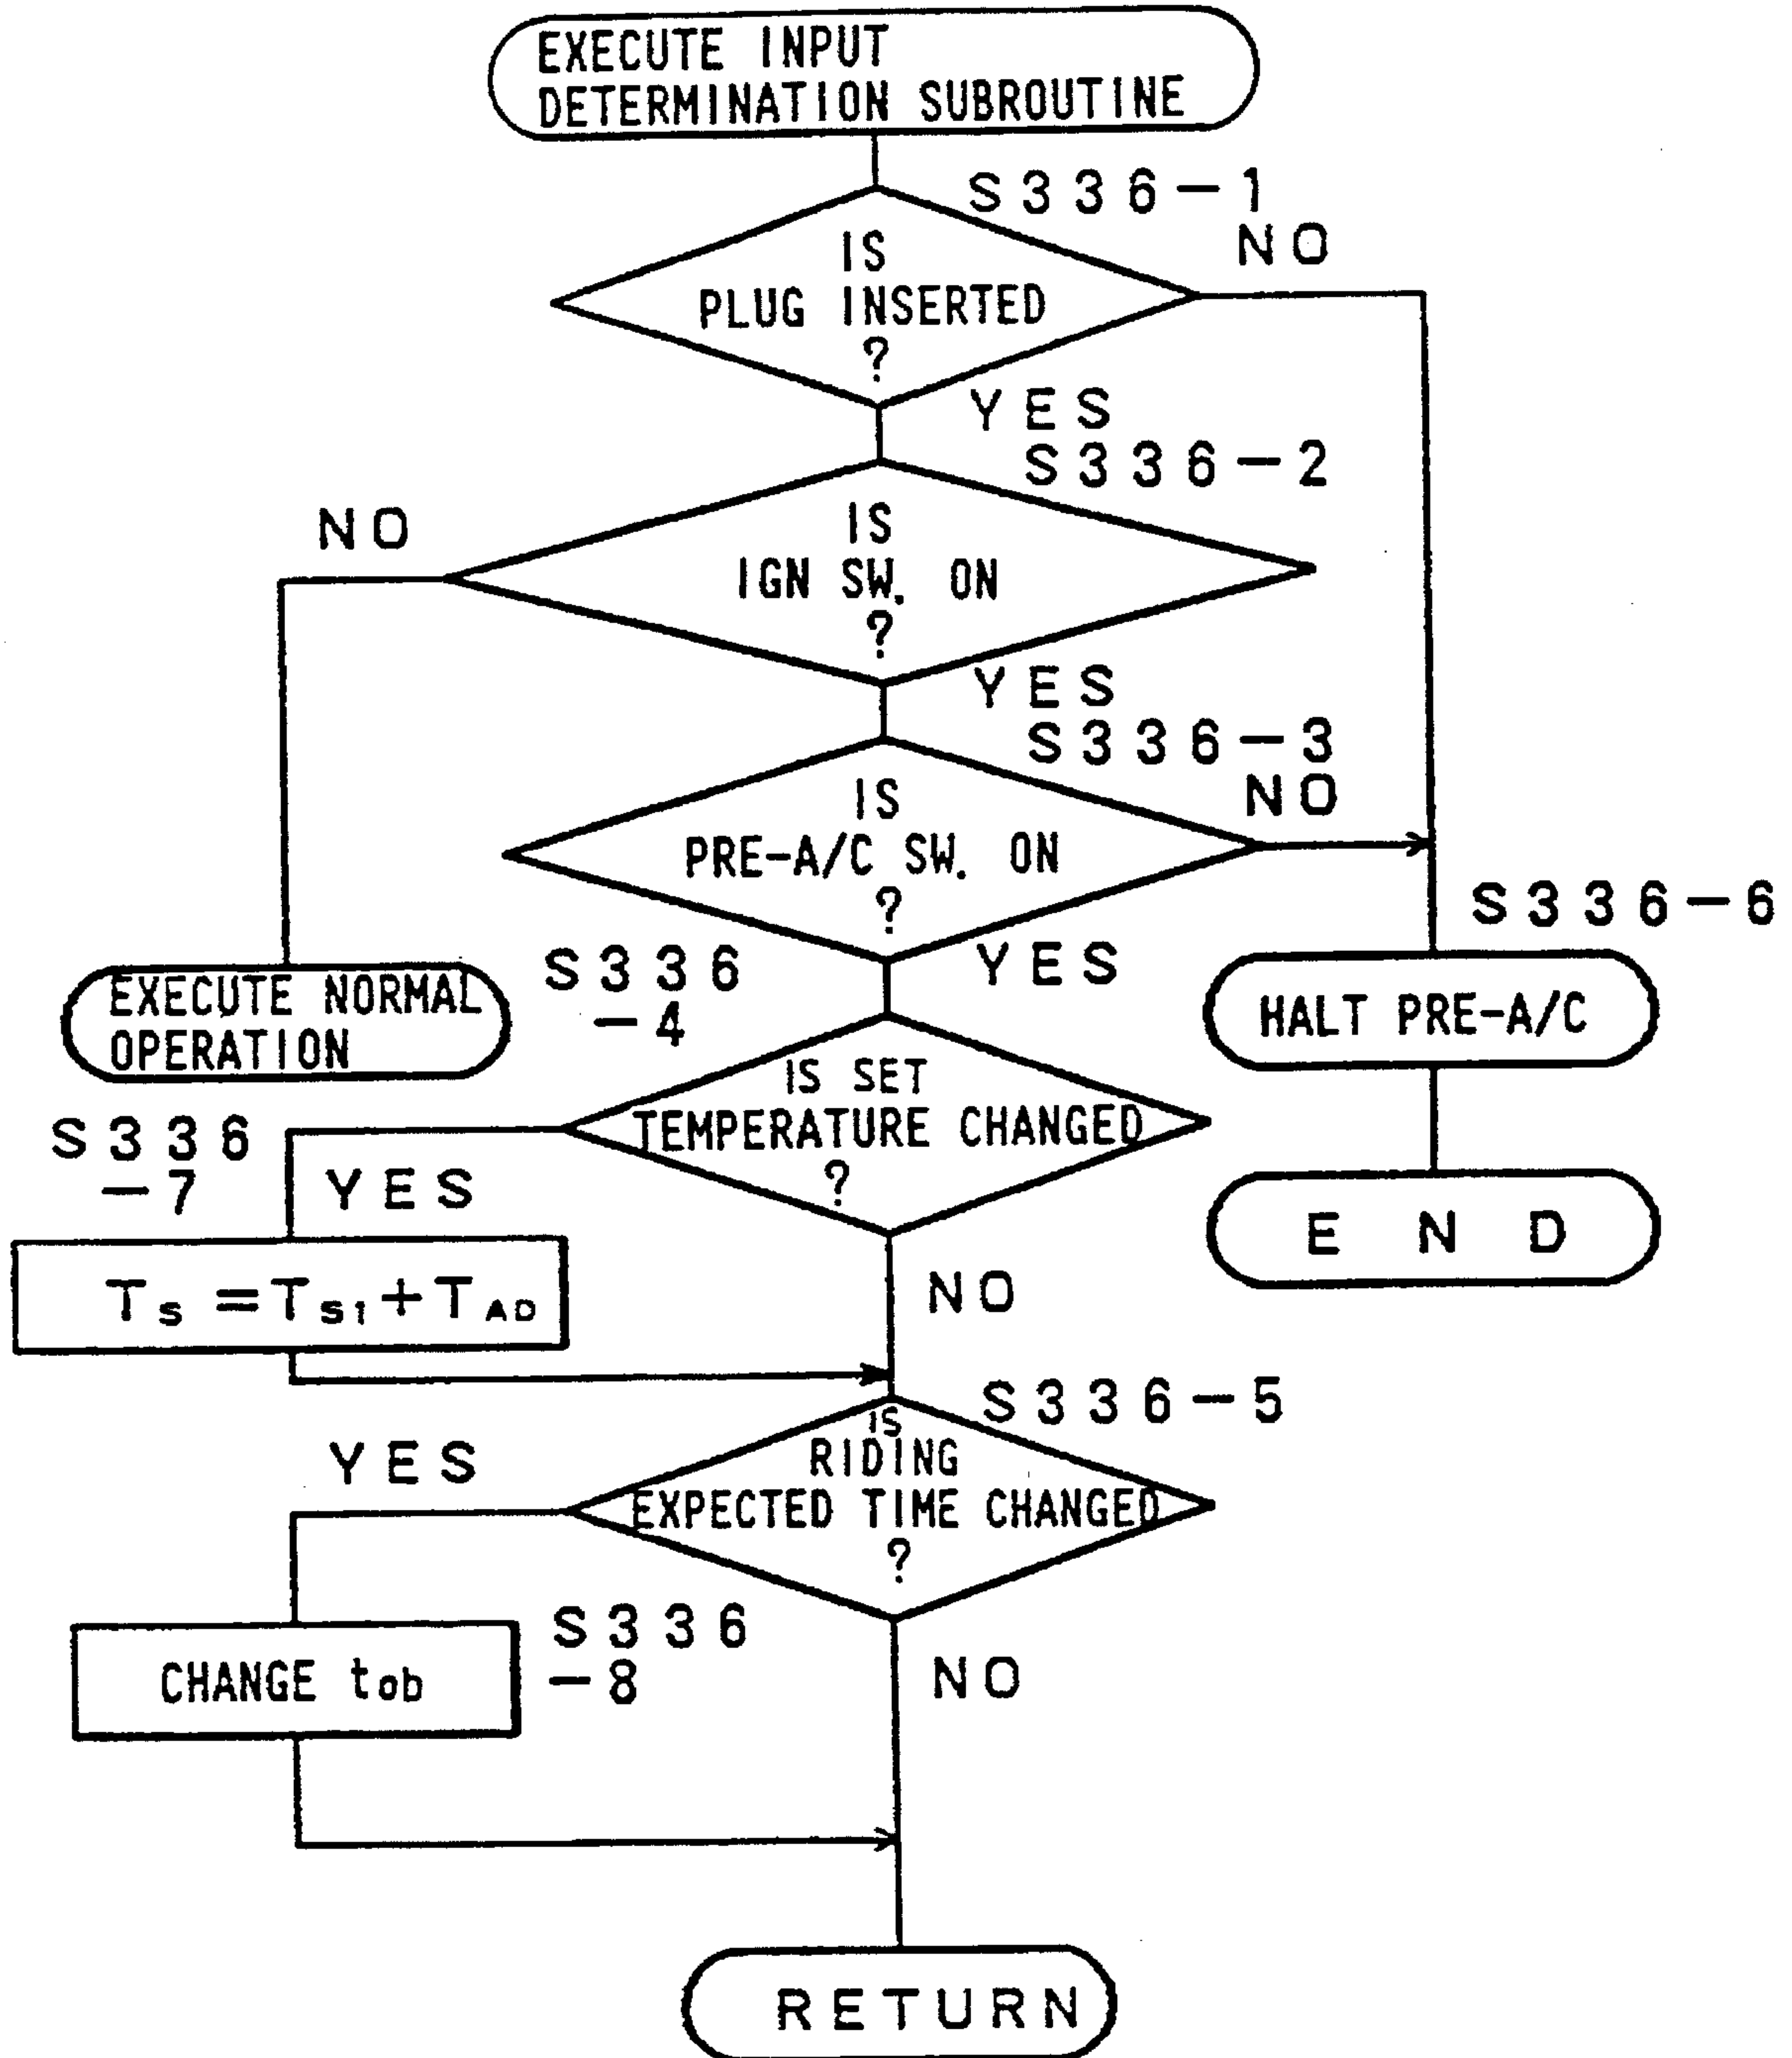 EXECUTE INPUT
DETERMINATION SUBROUTINE
S336-1
NO
IS
PLUG INSERTED
?
YES
S336-2
NO
IS
IGN SW. ON
?
YES
S336-3
NO
IS
PRE-A/C SW. ON
?
S336-6
YES
S336
-4
EXECUTE NORMAL
OPERATION
HALT PRE-A/C
IS SET
TEMPERATURE CHANGED
?
S336
-7
YES
E N D
TS = TS1 + TAD
NO
S336-5
YES
IS
RIDING
EXPECTED TIME CHANGED
?
S336
-8
CHANGE tob
NO
RETURN